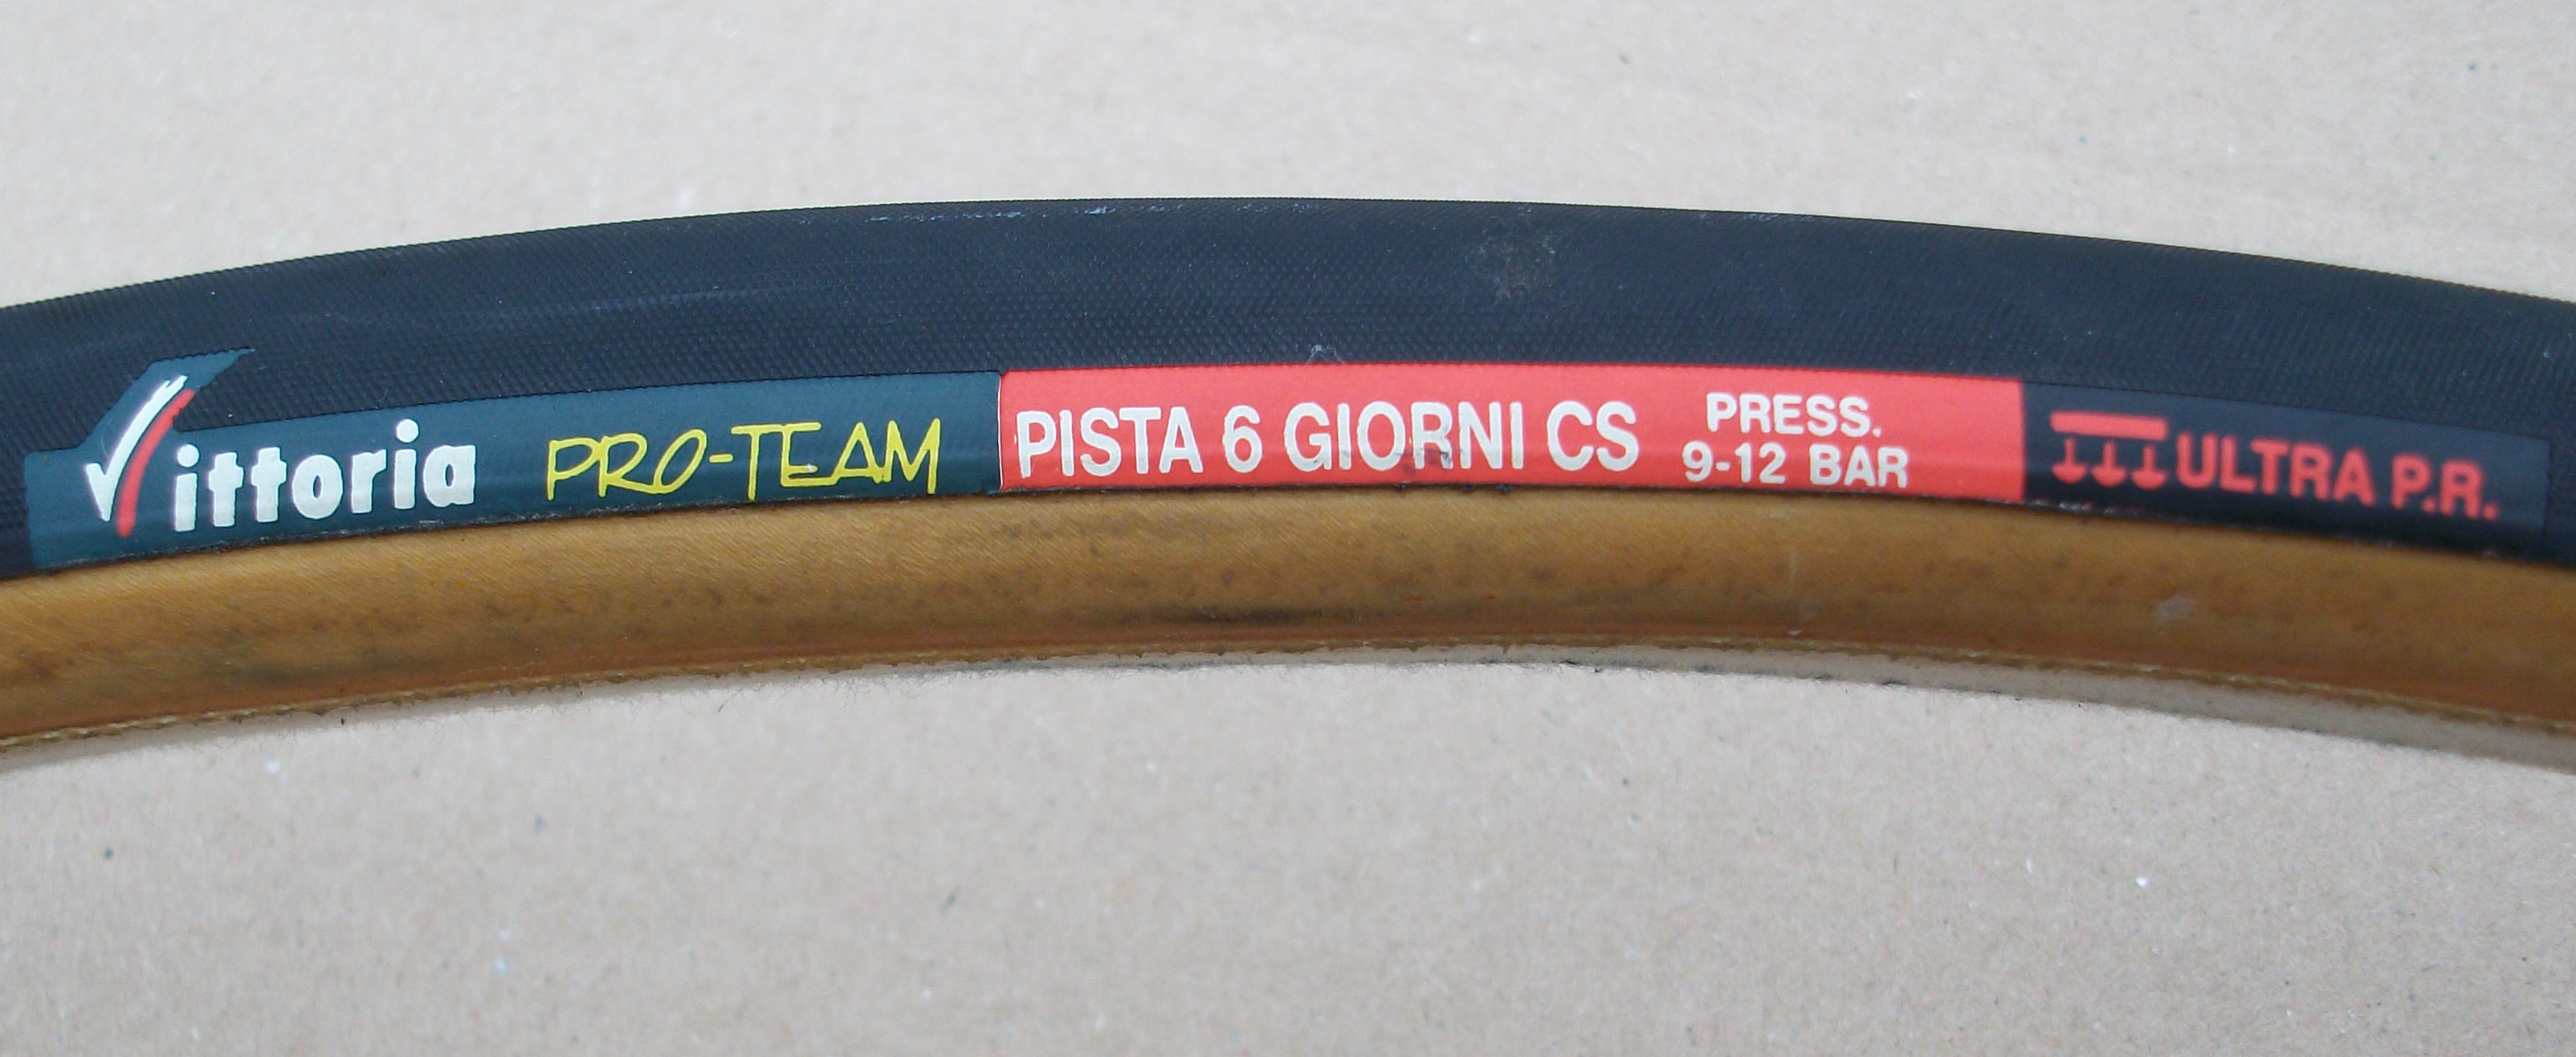 Vittoria PRO-TEAM PISTA 6 GIORNI CS
PRESS.
9-12 BAR
ULTRA P.R.